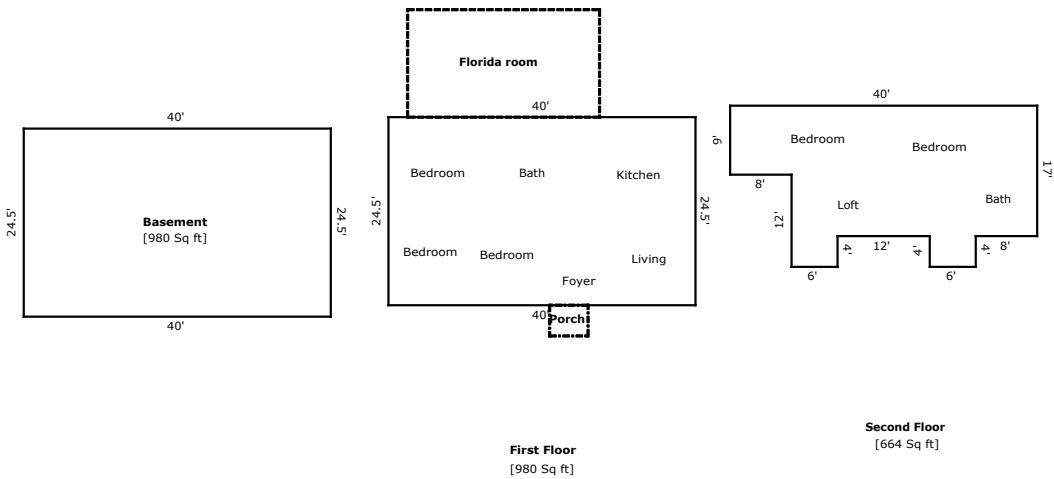 40'
24.5'
Basement
[980 Sq ft]
24.5'
40'
Florida room
40'
24.5'
Bedroom
Bath
Kitchen
24.5'
Bedroom
Bedroom
Living
Foyer
40'
Porch
First Floor
[980 Sq ft]
40'
9'
Bedroom
Bedroom
17'
8'
12'
Loft
Bath
4'
12'
4'
4'
8'
6'
6'
Second Floor
[664 Sq ft]